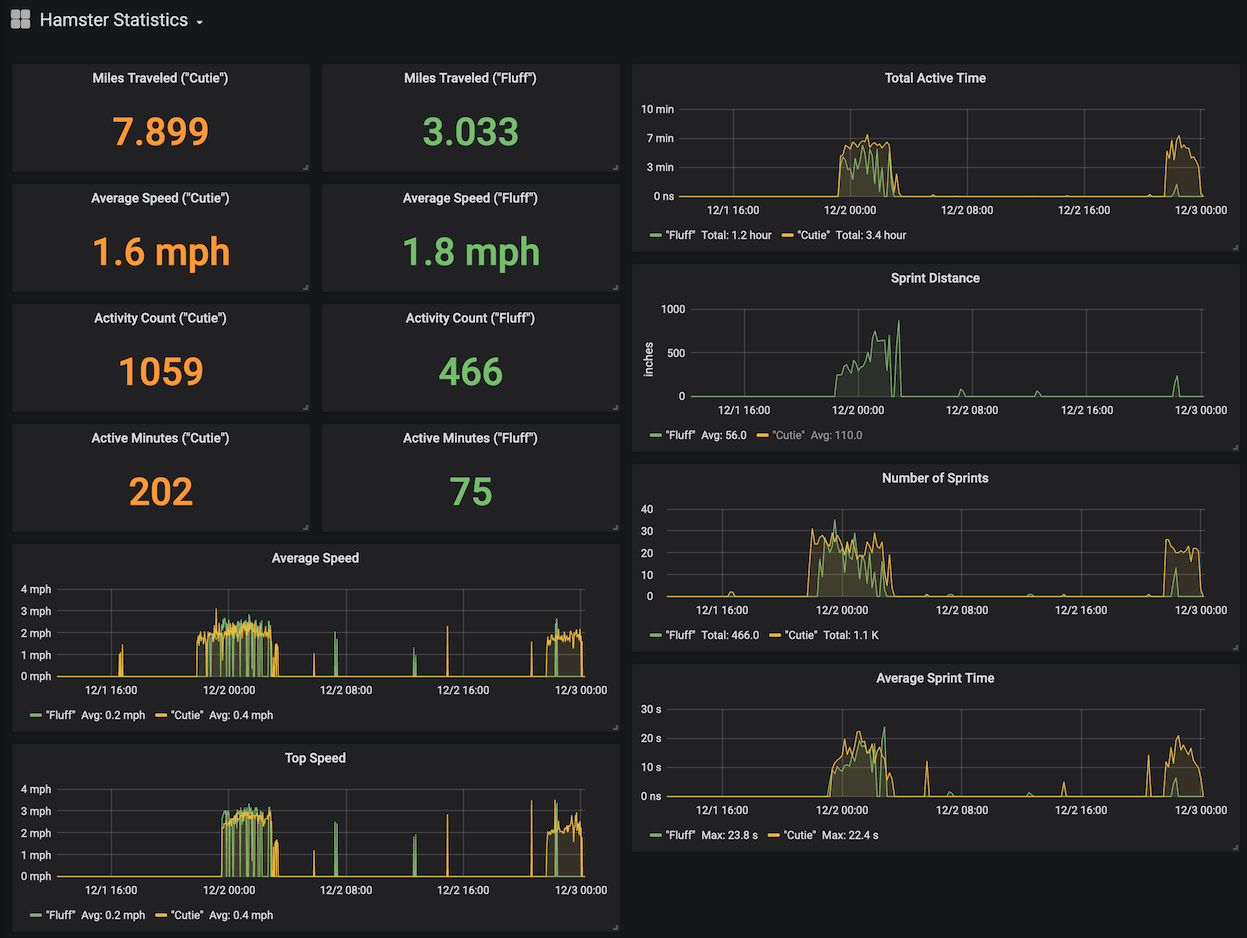 Hamster Statistics
Miles Traveled ("Cutie")
7.899
Miles Traveled ("Fluff")
3.033
Average Speed ("Cutie")
1.6 mph
Average Speed ("Fluff")
1.8 mph
Activity Count ("Cutie")
1059
Activity Count ("Fluff")
466
Active Minutes ("Cutie")
202
Active Minutes ("Fluff")
75
Average Speed
4 mph
3 mph
2 mph
1 mph
0 mph
12/1 16:00 12/2 00:00 12/2 08:00 12/2 16:00 12/3 00:00
"Fluff" Avg: 0.2 mph "Cutie" Avg: 0.4 mph
Top Speed
4 mph
3 mph
2 mph
1 mph
0 mph
12/1 16:00 12/2 00:00 12/2 08:00 12/2 16:00 12/3 00:00
"Fluff" Avg: 0.2 mph "Cutie" Avg: 0.4 mph
Total Active Time
10 min
7 min
3 min
0 ns
12/1 16:00 12/2 00:00 12/2 08:00 12/2 16:00 12/3 00:00
"Fluff" Total: 1.2 hour "Cutie" Total: 3.4 hour
Sprint Distance
inches
1000
500
0
12/1 16:00 12/2 00:00 12/2 08:00 12/2 16:00 12/3 00:00
"Fluff" Avg: 56.0 "Cutie" Avg: 110.0
Number of Sprints
40
30
20
10
0
12/1 16:00 12/2 00:00 12/2 08:00 12/2 16:00 12/3 00:00
"Fluff" Total: 466.0 "Cutie" Total: 1.1 K
Average Sprint Time
30 s
20 s
10 s
0 ns
12/1 16:00 12/2 00:00 12/2 08:00 12/2 16:00 12/3 00:00
"Fluff" Max: 23.8 s "Cutie" Max: 22.4 s